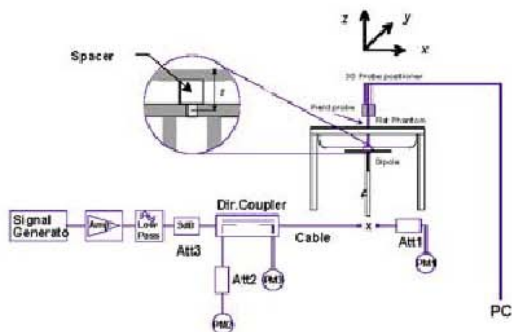 z
y
x
Spacer
s
3D Probe positioner
Field probe
Flat Phantom
Dipole
Dir.Coupler
Signal
Generato
Amp
Low
Pass
3dB
Att3
Cable
x
Att1
PM1
Att2
PM3
PM2
PC